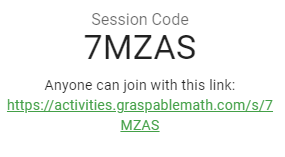 Session Code
7MZAS
Anyone can join with this link:
https://activities.graspablemath.com/s/7
MZAS